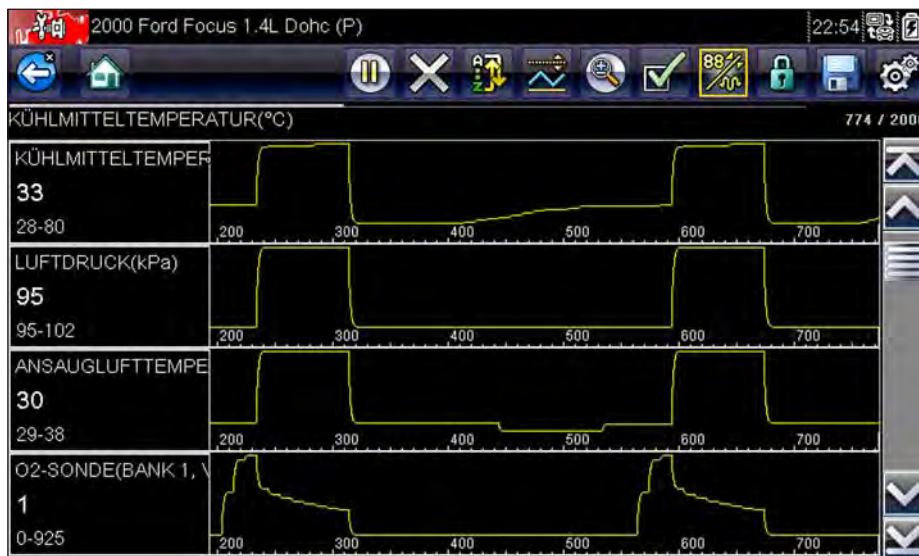 2000 Ford Focus 1.4L Dohc (P) 22:54
KÜHLMITTELTEMPERATUR(°C) 774 / 2000
KÜHLMITTELTEMPER
33
28-80
200 300 400 500 600 700
LUFTDRUCK(kPa)
95
95-102
200 300 400 500 600 700
ANSAUGLUFTTEMPE
30
29-38
200 300 400 500 600 700
O2-SONDE(BANK 1, V
1
0-925
200 300 400 500 600 700